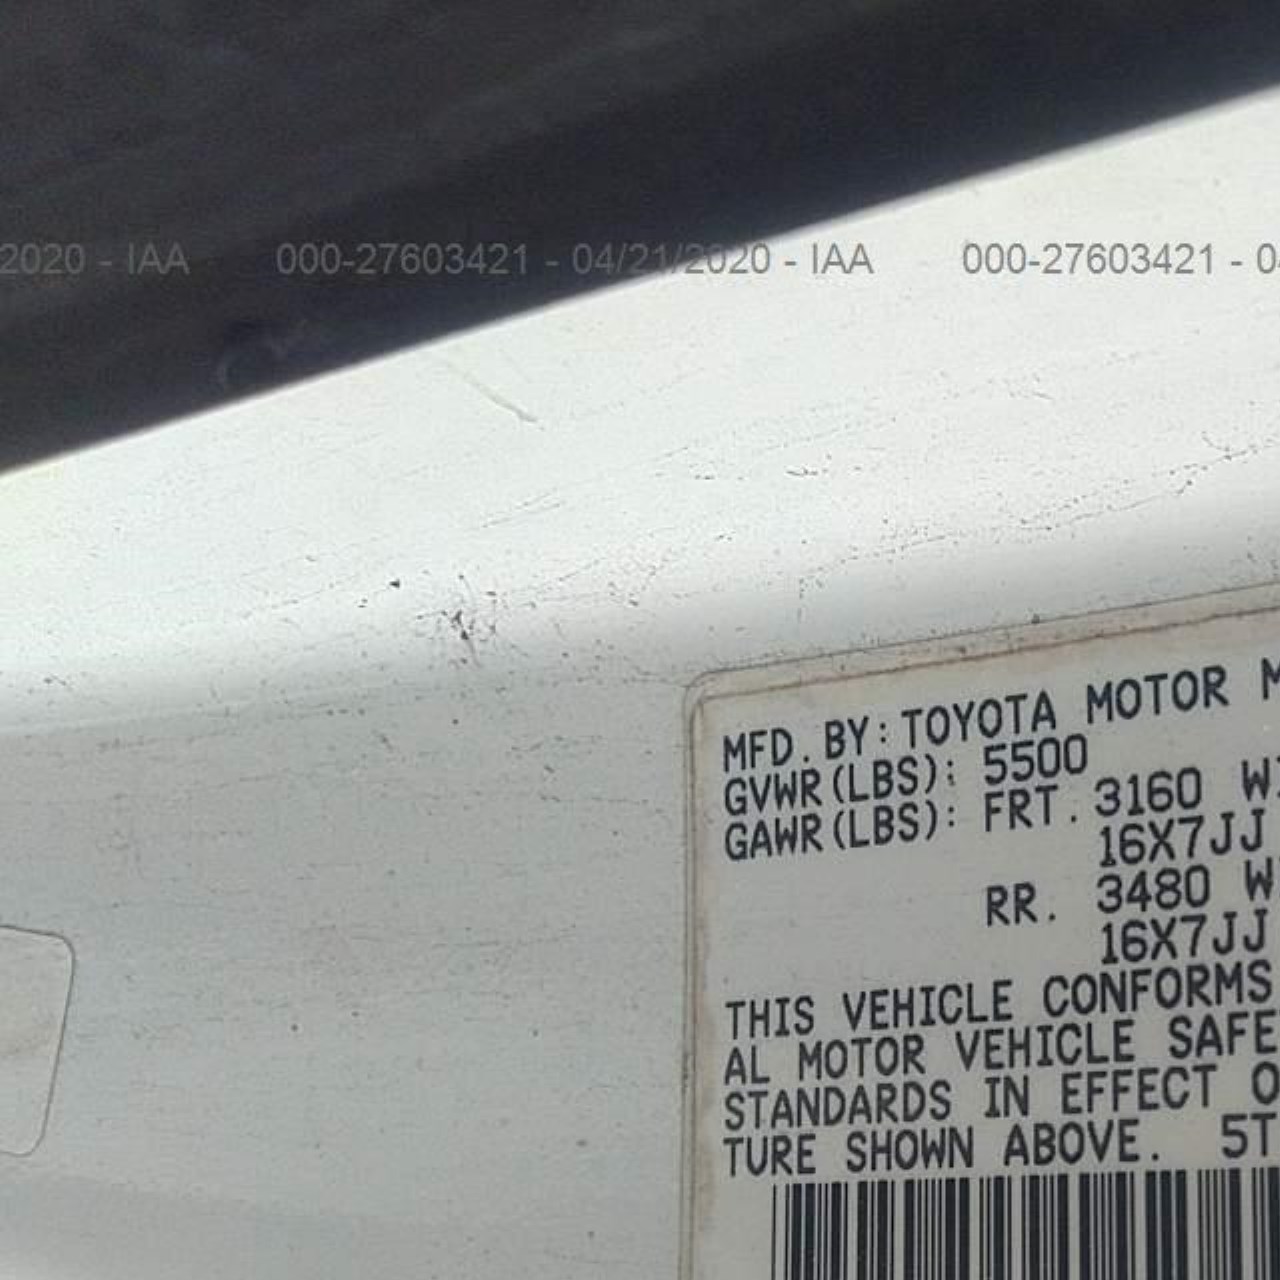 2020 - IAA 000-27603421 - 04/21/2020 - IAA 000-27603421 - 0
MFD. BY: TOYOTA MOTOR
GVWR(LBS): 5500
GAWR(LBS): FRT. 3160
16X7JJ
RR. 3480
16X7JJ
THIS VEHICLE CONFORMS
AL MOTOR VEHICLE SAFE
STANDARDS IN EFFECT O
TURE SHOWN ABOVE. 5T